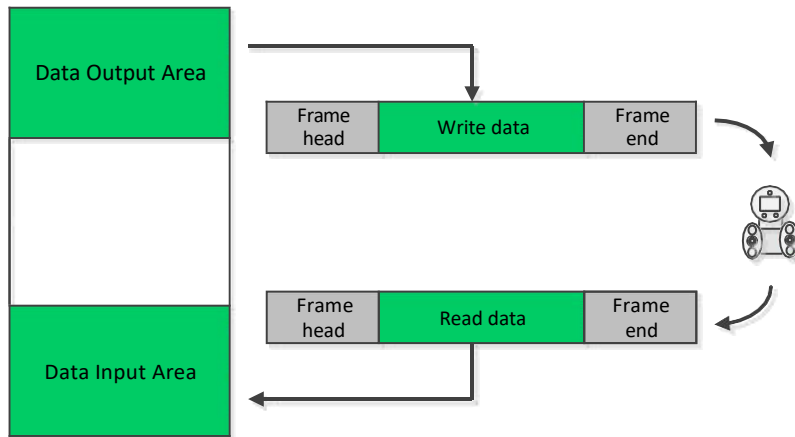 Data Output Area
Frame
head
Write data
Frame
end
Frame
head
Read data
Frame
end
Data Input Area